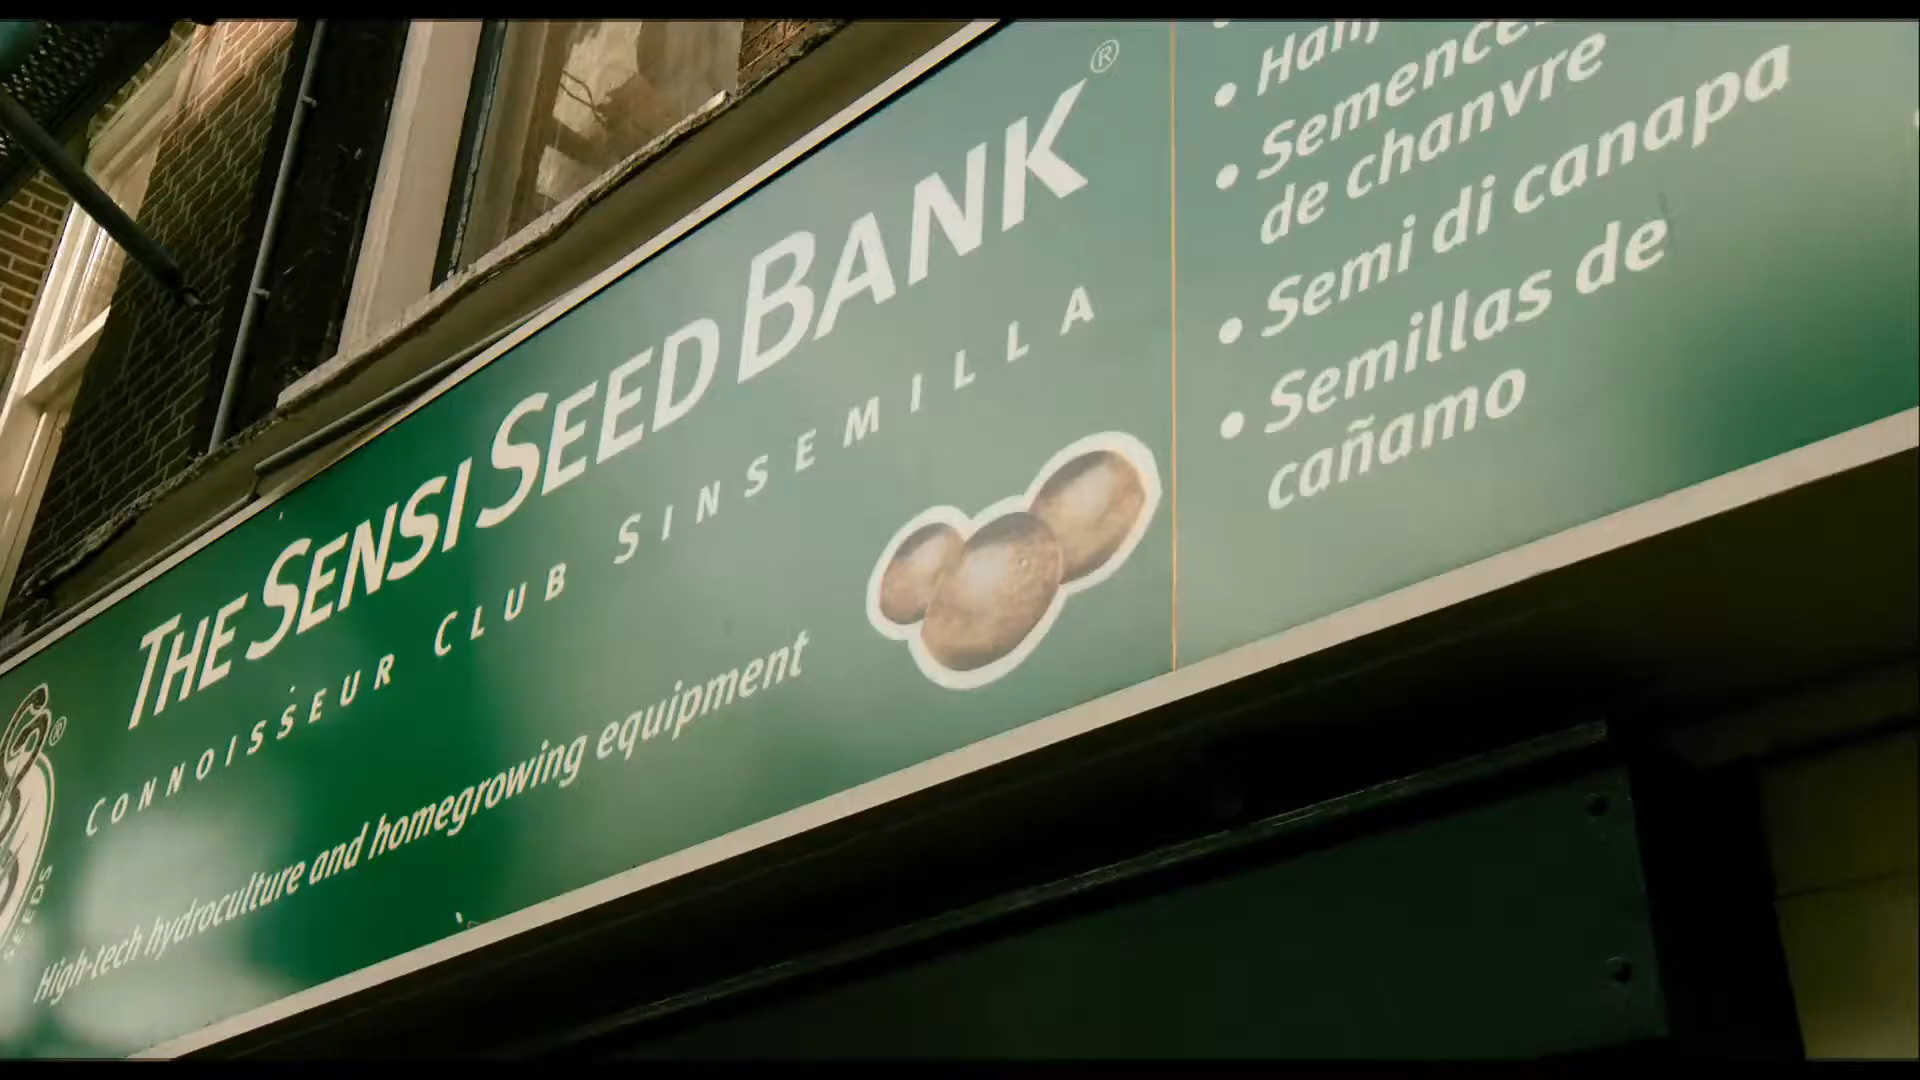 THE SENSI SEED BANK®
CONNOISSEUR CLUB SINSEMILLA
High-tech hydroculture and homegrowing equipment
®
SEEDS
• Semences
de chanvre
• Semi di canapa
• Semillas de
cañamo